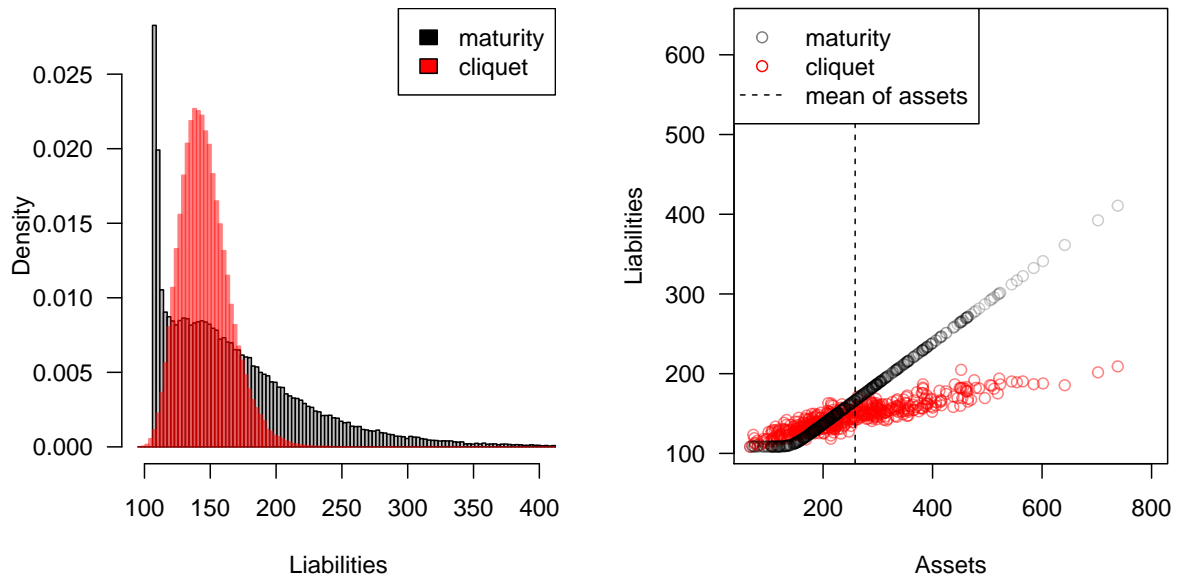 maturity
cliquet
Density
0.025
0.020
0.015
0.010
0.005
0.000
100 150 200 250 300 350 400
Liabilities
maturity
cliquet
mean of assets
Liabilities
600
500
400
300
200
100
200 400 600 800
Assets